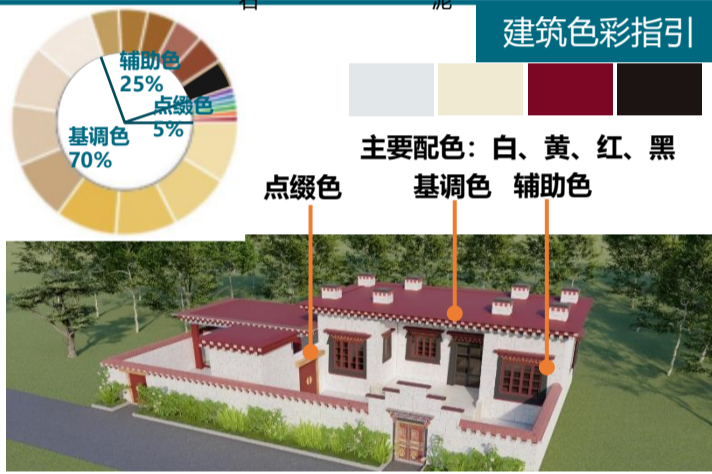 建筑色彩指引
辅助色
25%
点缀色
5%
基调色
70%
主要配色：白、黄、红、黑
点缀色
基调色
辅助色